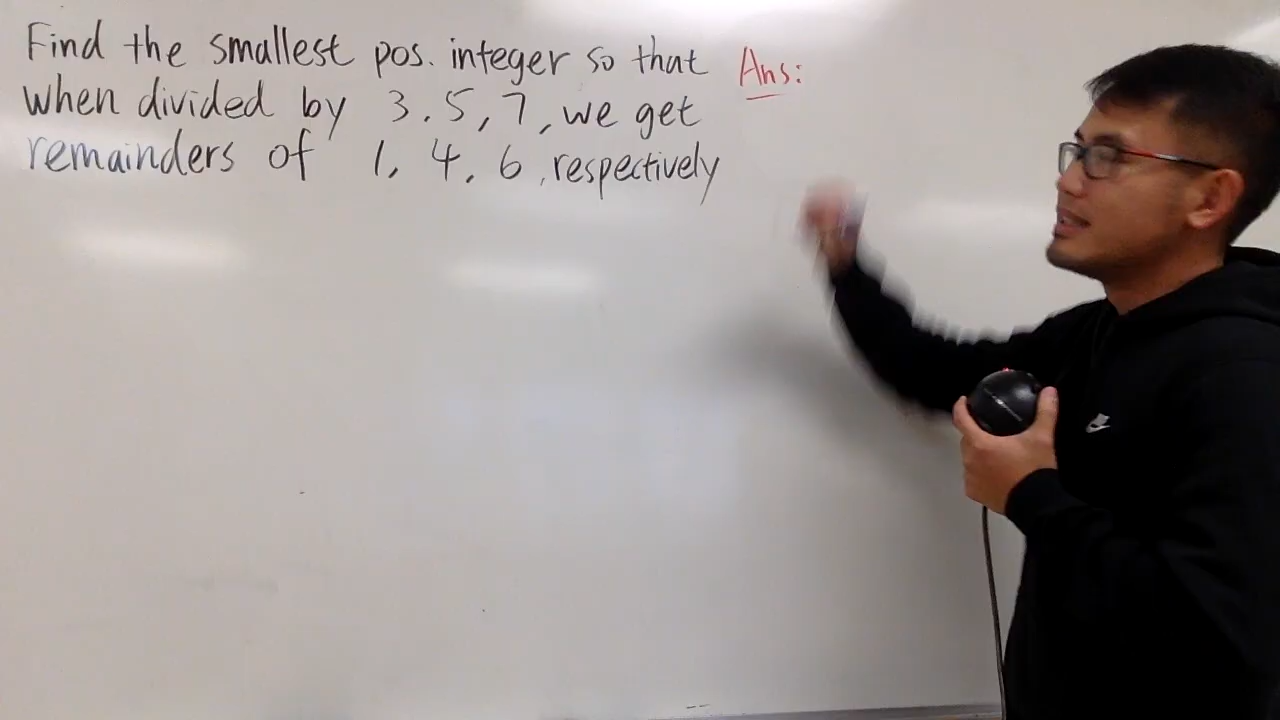 Find the smallest pos. integer so that
when divided by 3, 5, 7, we get
remainders of 1, 4, 6, respectively
Ans: